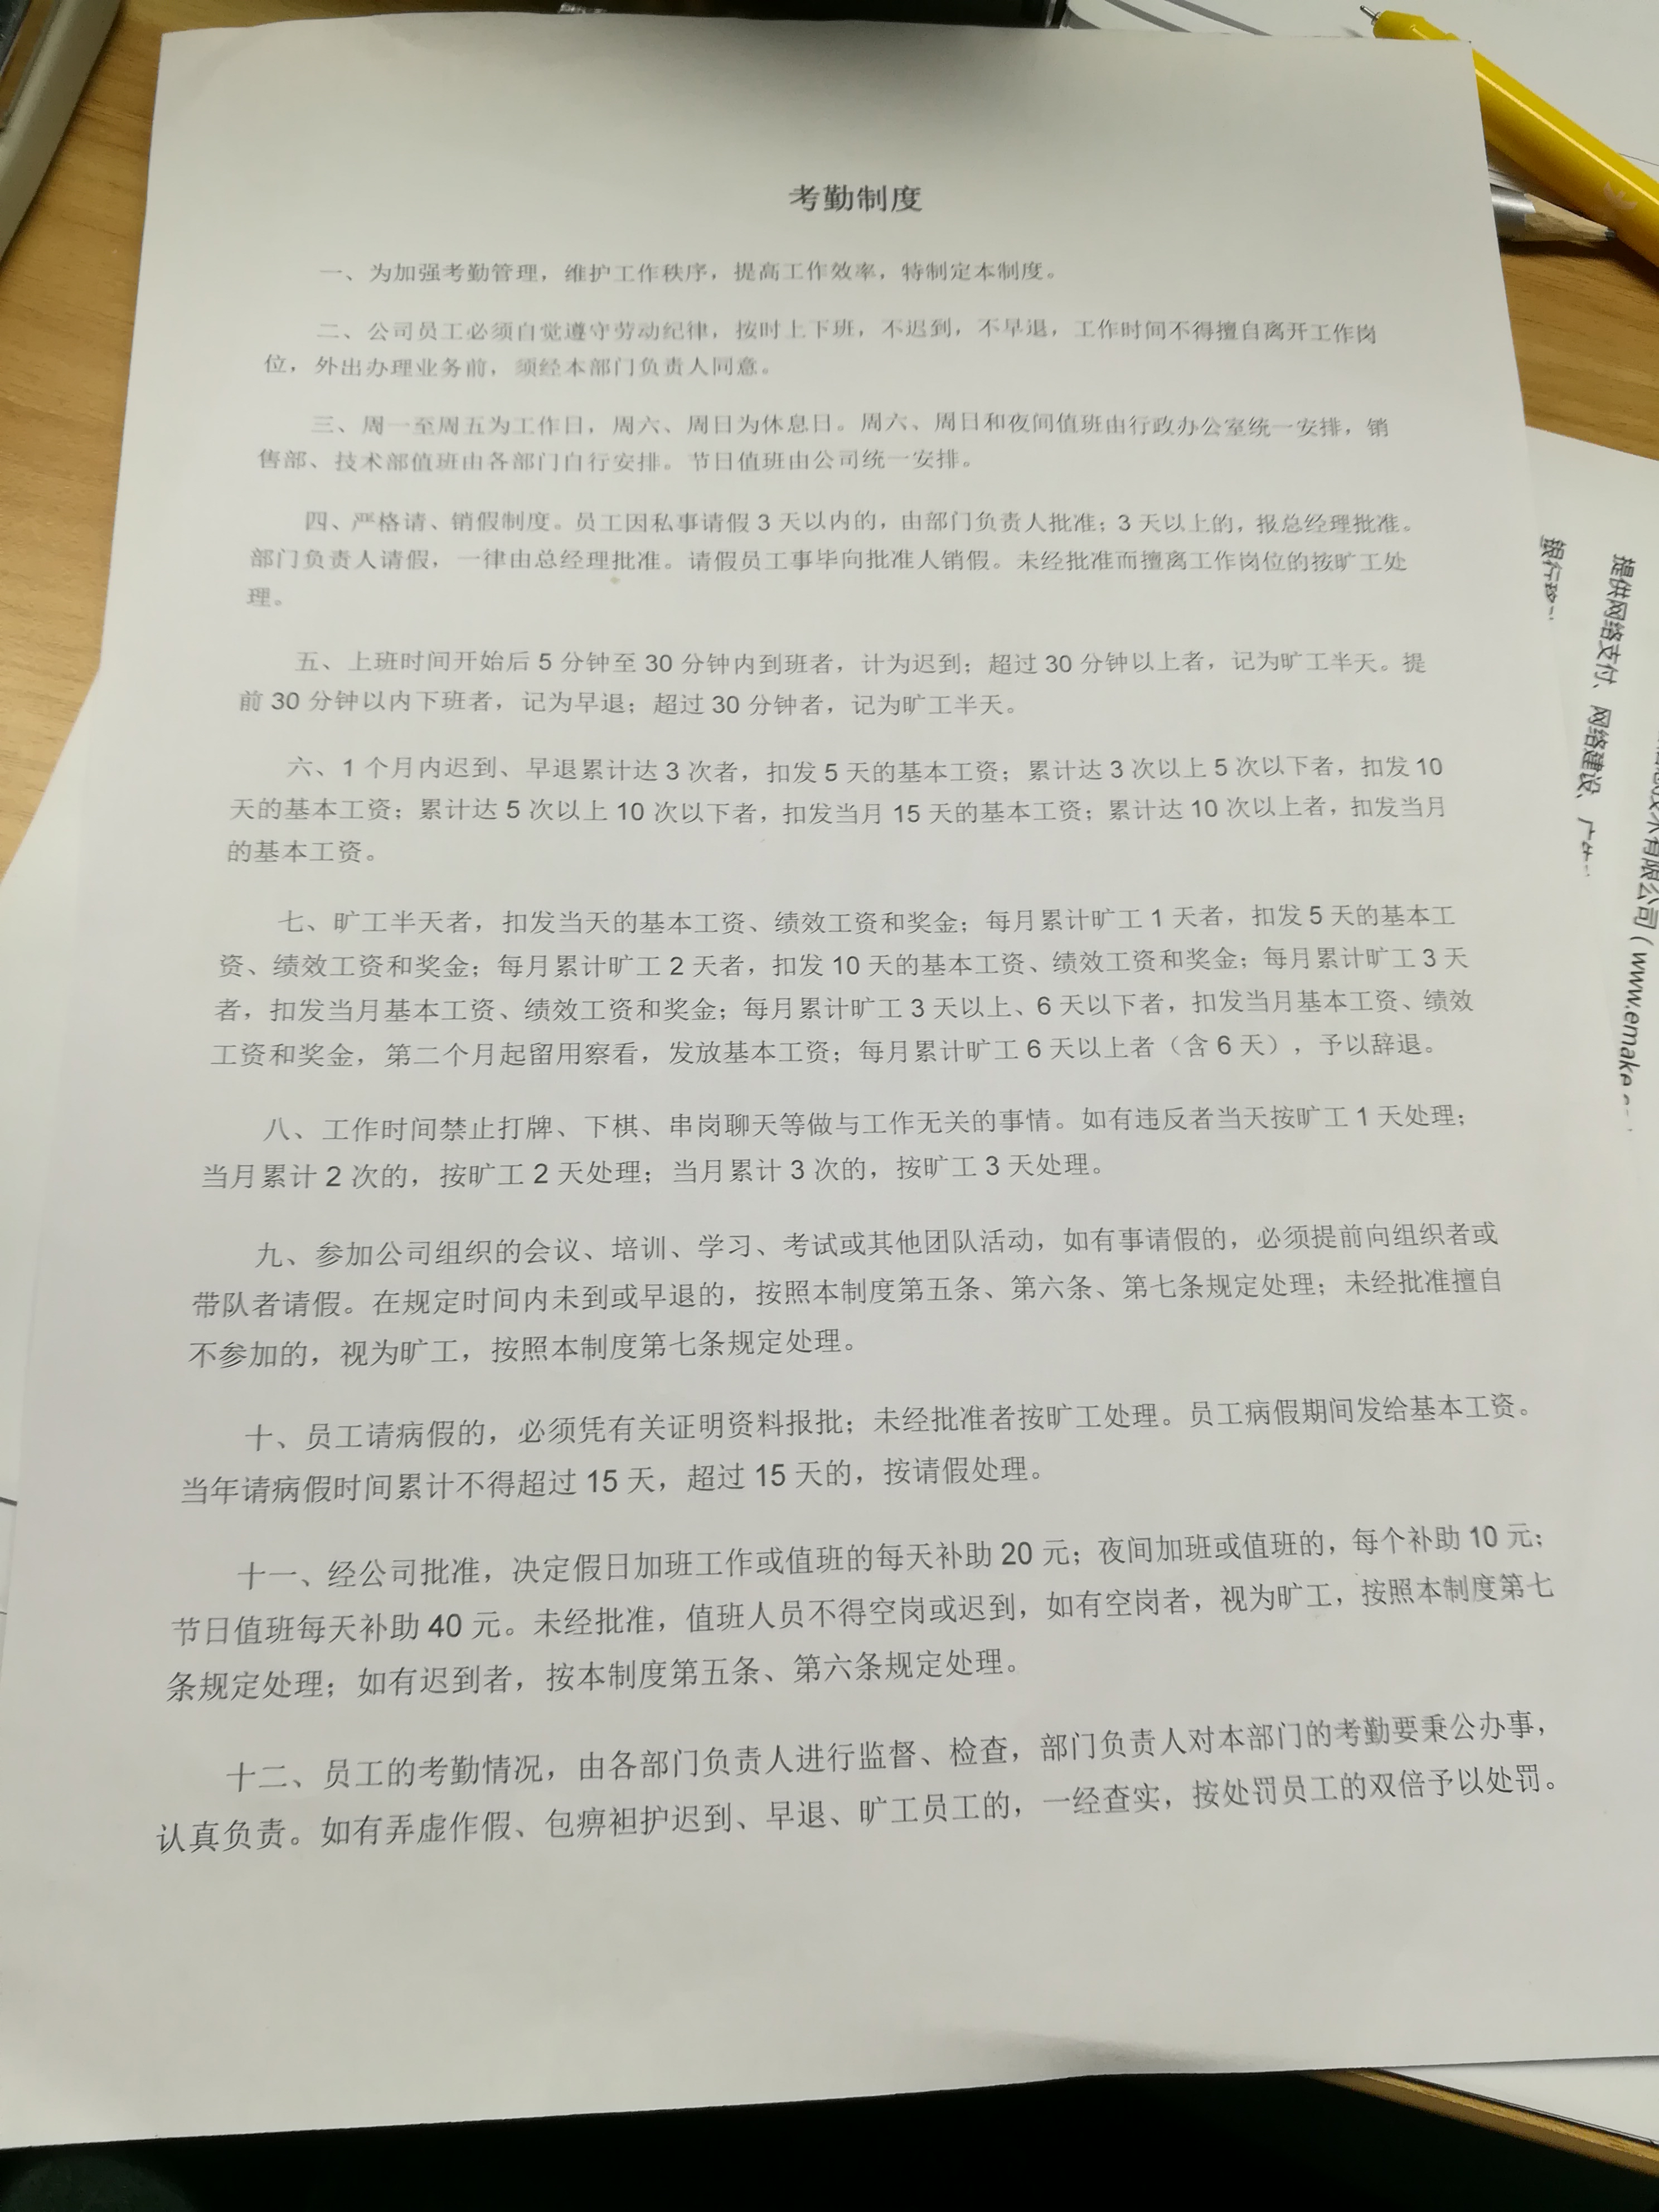 考勤制度
一、为加强考勤管理，维护工作秩序，提高工作效率，特制定本制度。
二、公司员工必须自觉遵守劳动纪律，按时上下班，不迟到，不早退，工作时间不得擅自离开工作岗
位，外出办理业务前，须经本部门负责人同意。
三、周一至周五为工作日，周六、周日为休息日。周六、周日和夜间值班由行政办公室统一安排，销
售部、技术部值班由各部门自行安排。节日值班由公司统一安排。
四、严格请、销假制度。员工因私事请假 3 天以内的，由部门负责人批准；3 天以上的，报总经理批准。
部门负责人请假，一律由总经理批准。请假员工事毕向批准人销假。未经批准而擅离工作岗位的按旷工处
理。
五、上班时间开始后 5 分钟至 30 分钟内到班者，计为迟到；超过 30 分钟以上者，记为旷工半天。提
前 30 分钟以内下班者，记为早退；超过 30 分钟者，记为旷工半天。
六、1 个月内迟到、早退累计达 3 次者，扣发 5 天的基本工资；累计达 3 次以上 5 次以下者，扣发 10
天的基本工资；累计达 5 次以上 10 次以下者，扣发当月 15 天的基本工资；累计达 10 次以上者，扣发当月
的基本工资。
七、旷工半天者，扣发当天的基本工资、绩效工资和奖金；每月累计旷工 1 天者，扣发 5 天的基本工
资、绩效工资和奖金；每月累计旷工 2 天者，扣发 10 天的基本工资、绩效工资和奖金；每月累计旷工 3 天
者，扣发当月基本工资、绩效工资和奖金；每月累计旷工 3 天以上、6 天以下者，扣发当月基本工资、绩效
工资和奖金，第二个月起留用察看，发放基本工资；每月累计旷工 6 天以上者（含 6 天），予以辞退。
八、工作时间禁止打牌、下棋、串岗聊天等做与工作无关的事情。如有违反者当天按旷工 1 天处理；
当月累计 2 次的，按旷工 2 天处理；当月累计 3 次的，按旷工 3 天处理。
九、参加公司组织的会议、培训、学习、考试或其他团队活动，如有事请假的，必须提前向组织者或
带队者请假。在规定时间内未到或早退的，按照本制度第五条、第六条、第七条规定处理；未经批准擅自
不参加的，视为旷工，按照本制度第七条规定处理。
十、员工请病假的，必须凭有关证明资料报批；未经批准者按旷工处理。员工病假期间发给基本工资。
当年请病假时间累计不得超过 15 天，超过 15 天的，按请假处理。
十一、经公司批准，决定假日加班工作或值班的每天补助 20 元；夜间加班或值班的，每个补助 10 元；
节日值班每天补助 40 元。未经批准，值班人员不得空岗或迟到，如有空岗者，视为旷工，按照本制度第七
条规定处理；如有迟到者，按本制度第五条、第六条规定处理。
十二、员工的考勤情况，由各部门负责人进行监督、检查，部门负责人对本部门的考勤要秉公办事，
认真负责。如有弄虚作假、包痹袒护迟到、早退、旷工员工的，一经查实，按处罚员工的双倍予以处罚。
银行
提供网络支付、网络建设、
技术有限公司（www.emake